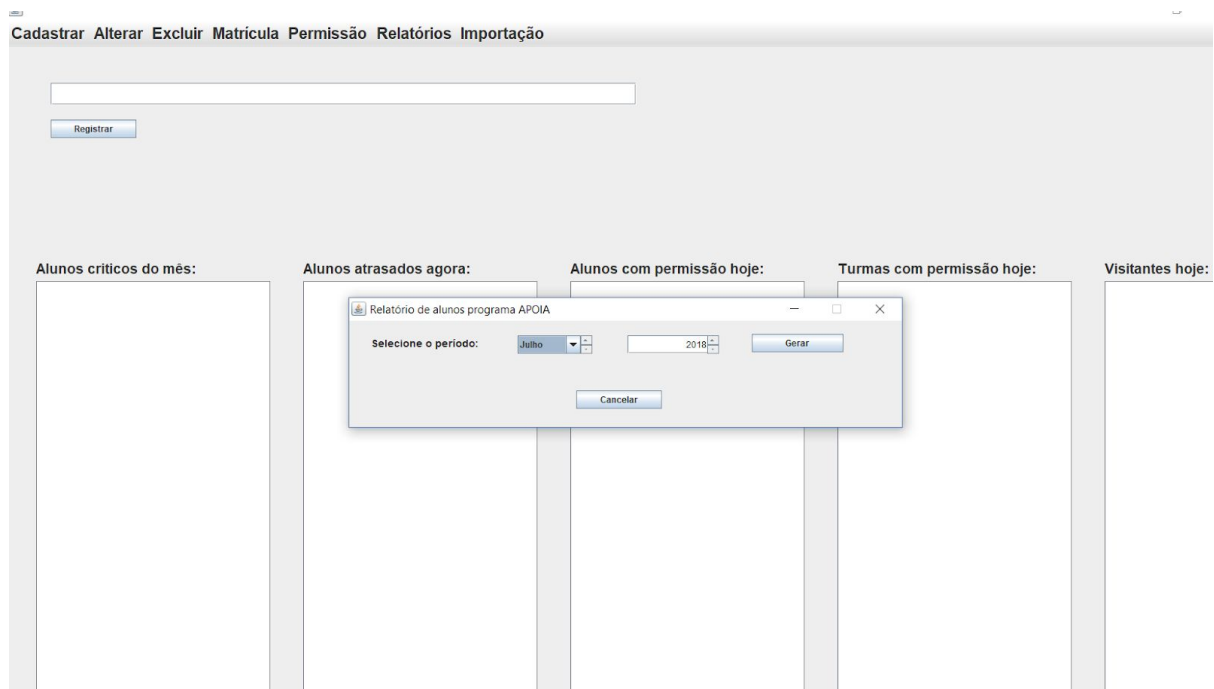 Cadastrar Alterar Excluir Matrícula Permissão Relatórios Importação
Registrar
Alunos criticos do mês: Alunos atrasados agora: Alunos com permissão hoje: Turmas com permissão hoje: Visitantes hoje:
Relatório de alunos programa APOIA
Selecione o período: Julho 2018 Gerar
Cancelar